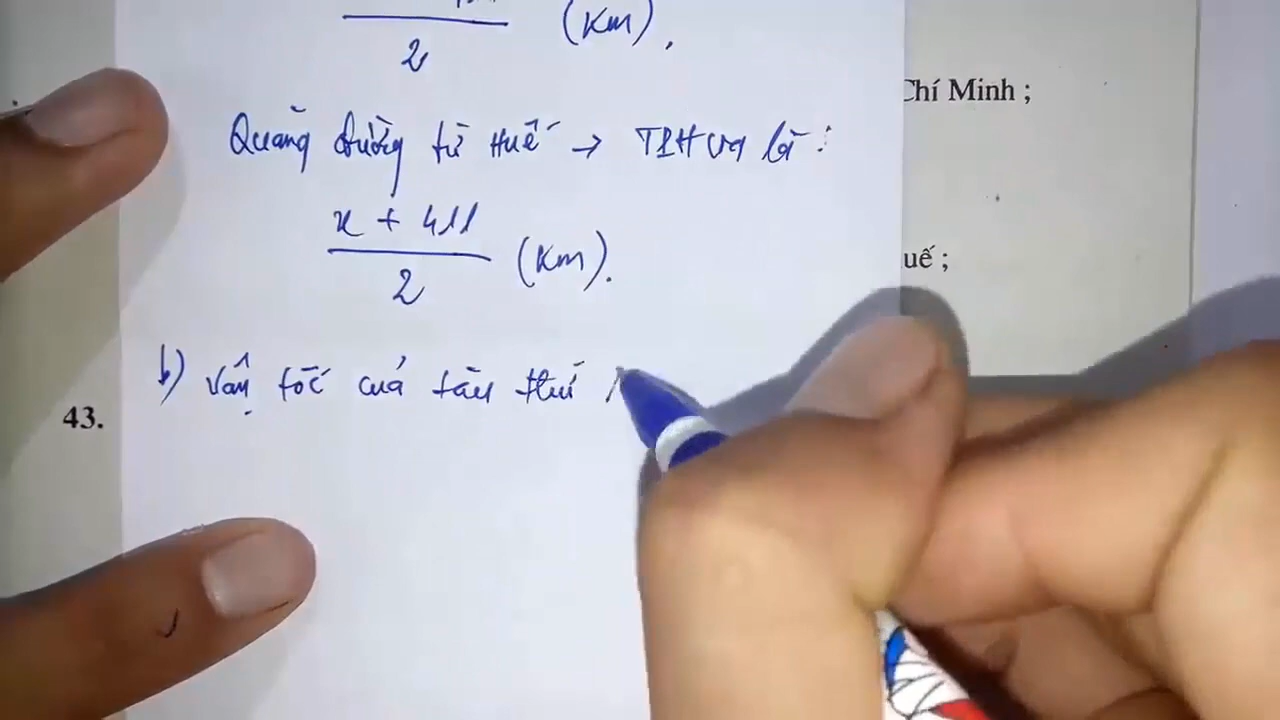 2 (Km).
Chí Minh ;
Quãng đường từ Huế → TPHCM là :
x + 411
2 (Km).
uế ;
b) Vận tốc của tàu thứ
43.